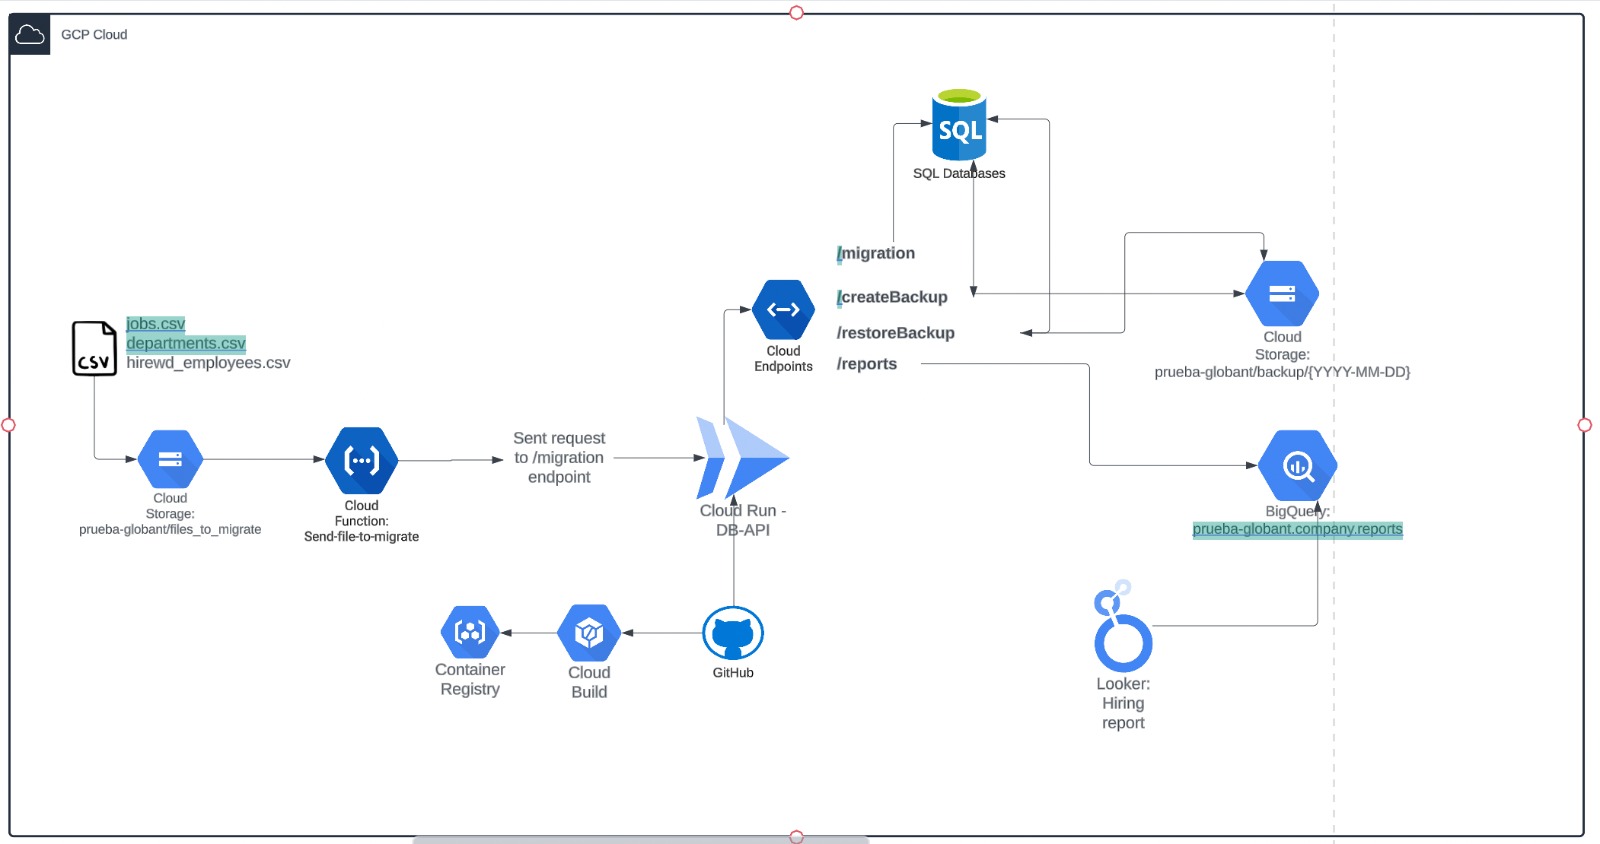 GCP Cloud
SQL
SQL Databases
/migration
/createBackup
/restoreBackup
/reports
Cloud
Endpoints
Cloud
Storage:
prueba-globant/backup/{YYYY-MM-DD}
jobs.csv
departments.csv
hirewd_employees.csv
CSV
Cloud
Storage:
prueba-globant/files_to_migrate
Cloud
Function:
Send-file-to-migrate
Sent request
to /migration
endpoint
Cloud Run -
DB-API
BigQuery:
prueba-globant.company.reports
Container
Registry
Cloud
Build
GitHub
Looker:
Hiring
report